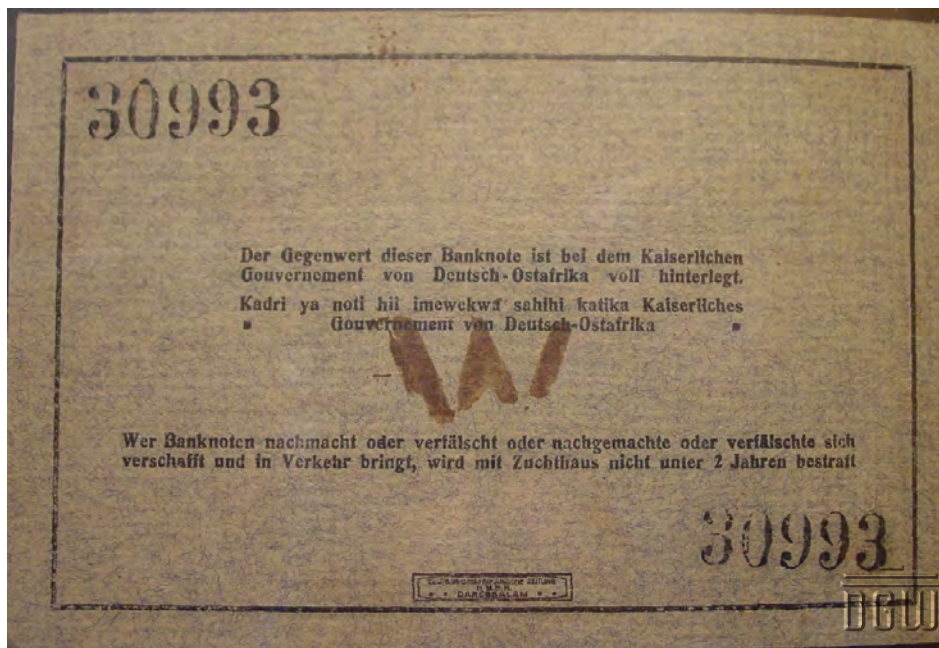 30993
Der Gegenwert dieser Banknote ist bei dem Kaiserlichen
Gouvernement von Deutsch-Ostafrika voll hinterlegt.
Kadri ya noti hii imewekwa sahihi katika Kaiserliches
Gouvernement von Deutsch-Ostafrika
W
Wer Banknoten nachmacht oder verfälscht oder nachgemachte oder verfälschte sich
verschafft und in Verkehr bringt, wird mit Zuchthaus nicht unter 2 Jahren bestraft
30993
ZEITUNG
DARESSALAM
DGW